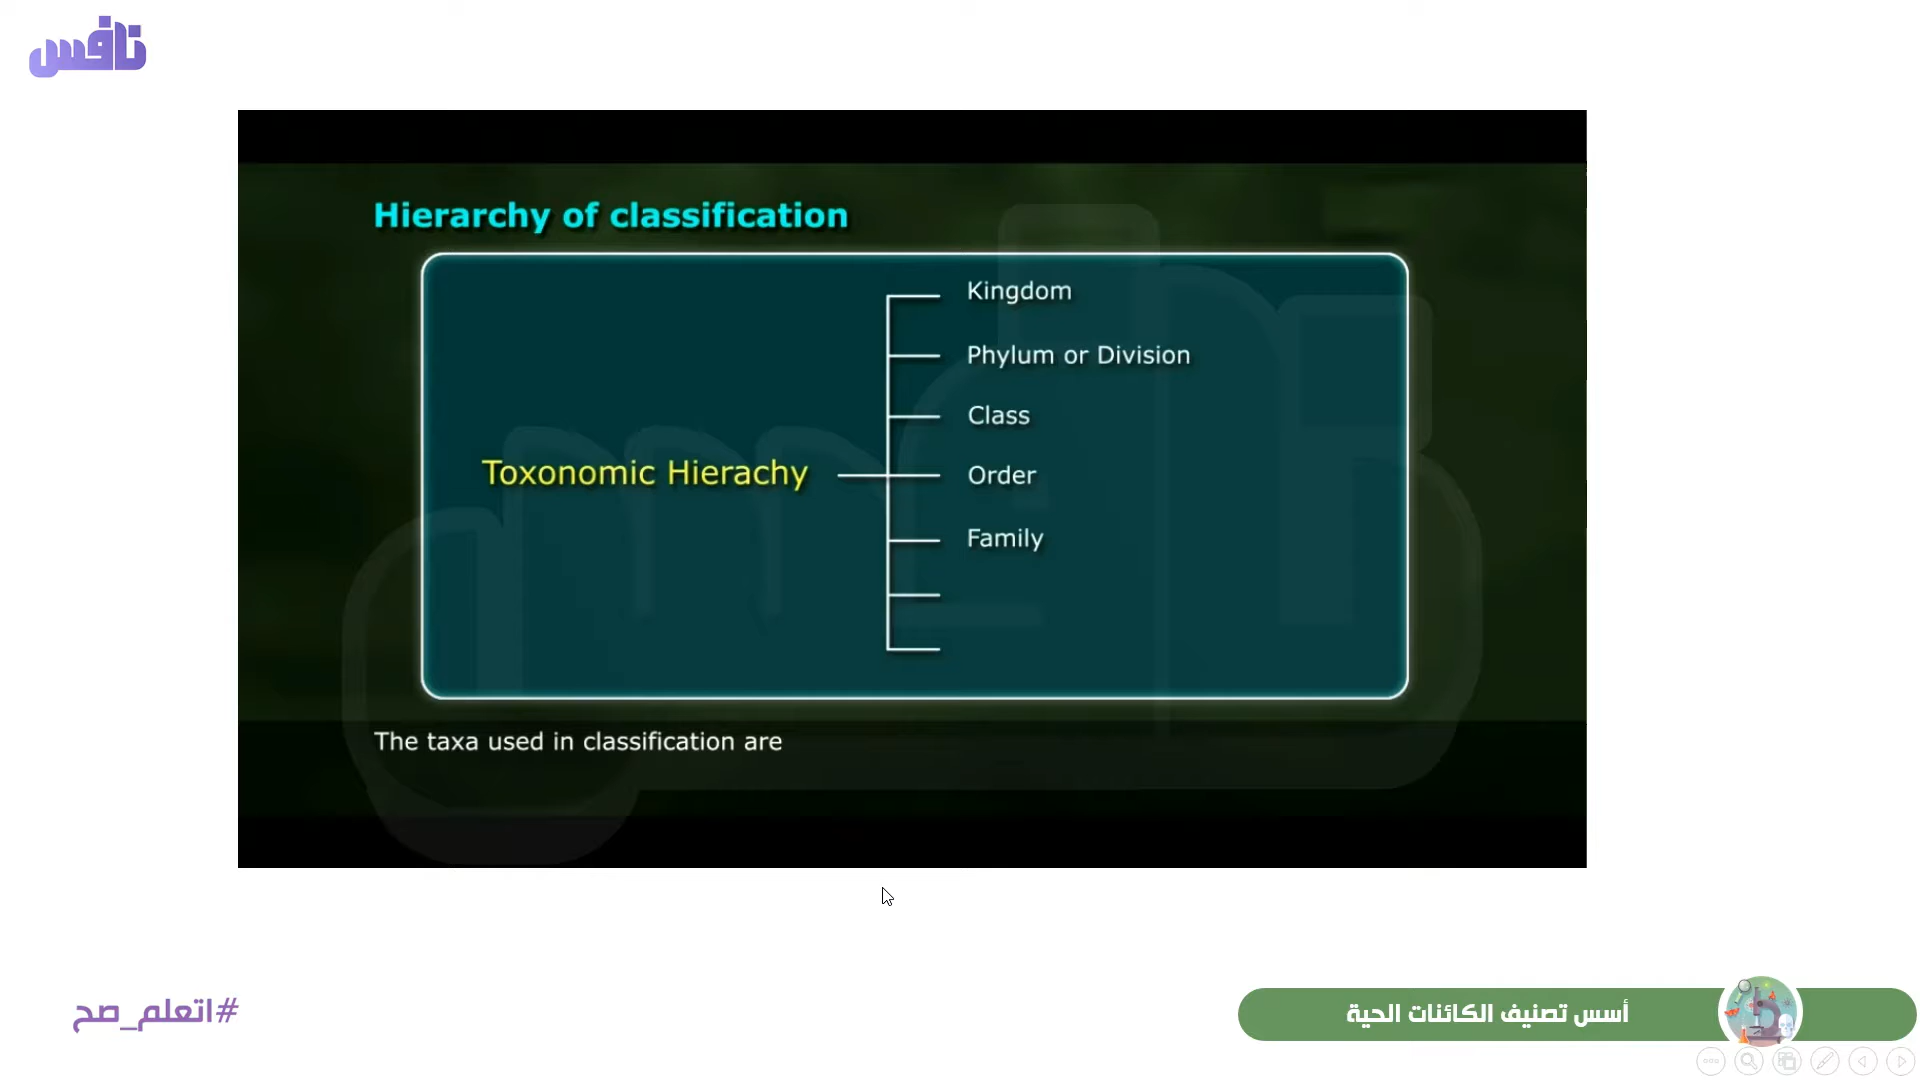 نافس
Hierarchy of classification
Kingdom
Phylum or Division
Class
Toxonomic Hierachy
Order
Family
The taxa used in classification are
#اتعلم_صح
أسس تصنيف الكائنات الحية